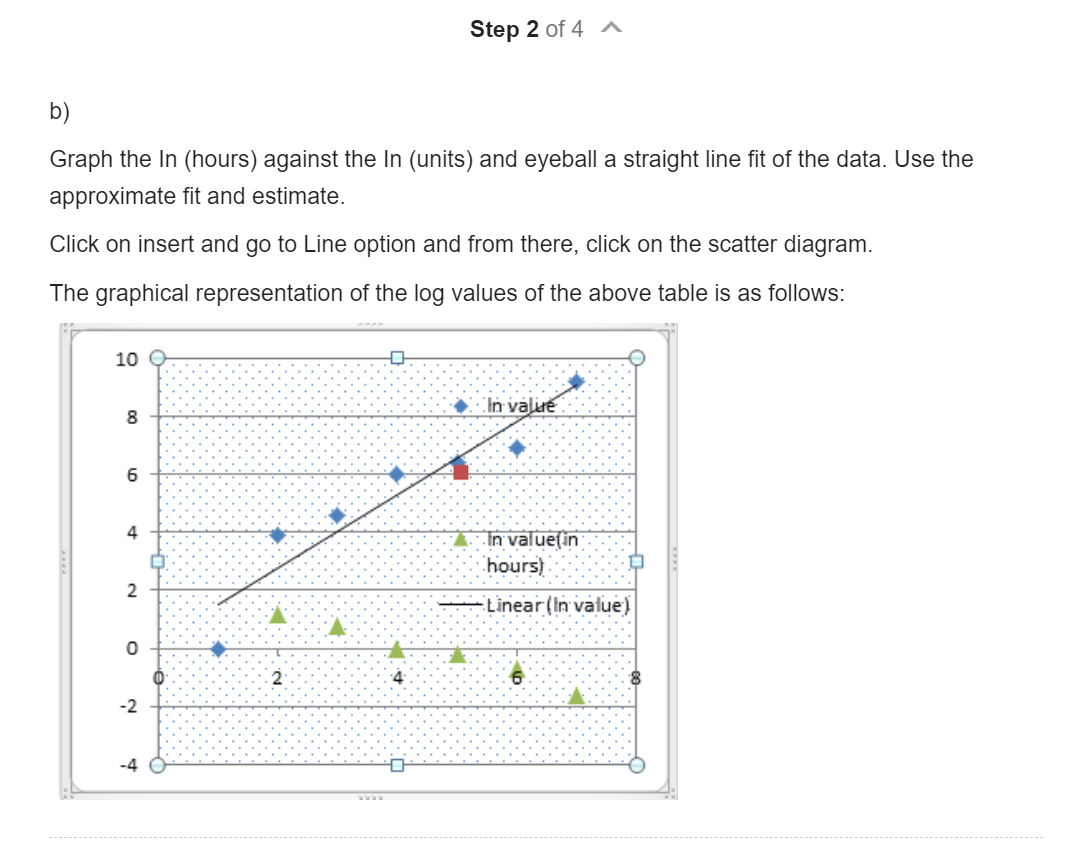 Step 2 of 4
b)
Graph the In (hours) against the In (units) and eyeball a straight line fit of the data. Use the
approximate fit and estimate.
Click on insert and go to Line option and from there, click on the scatter diagram.
The graphical representation of the log values of the above table is as follows:
10
ln value
8
6
4
ln value(in
hours)
2
Linear (ln value)
0
0 2 4 6 8
-2
-4